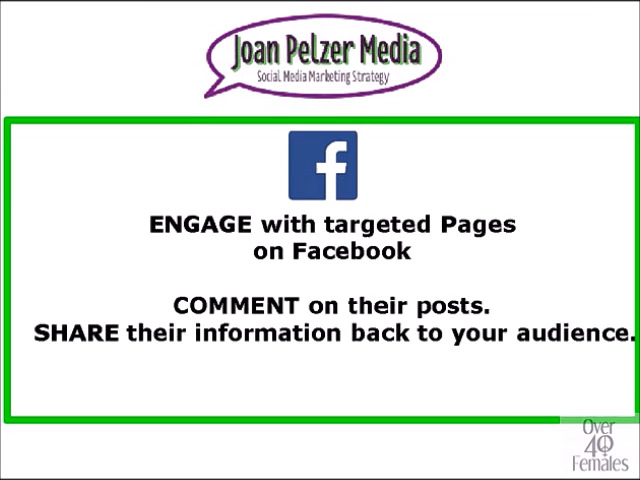 Joan Pelzer Media
Social Media Marketing Strategy
f
ENGAGE with targeted Pages
on Facebook
COMMENT on their posts.
SHARE their information back to your audience.
Over
40
Females